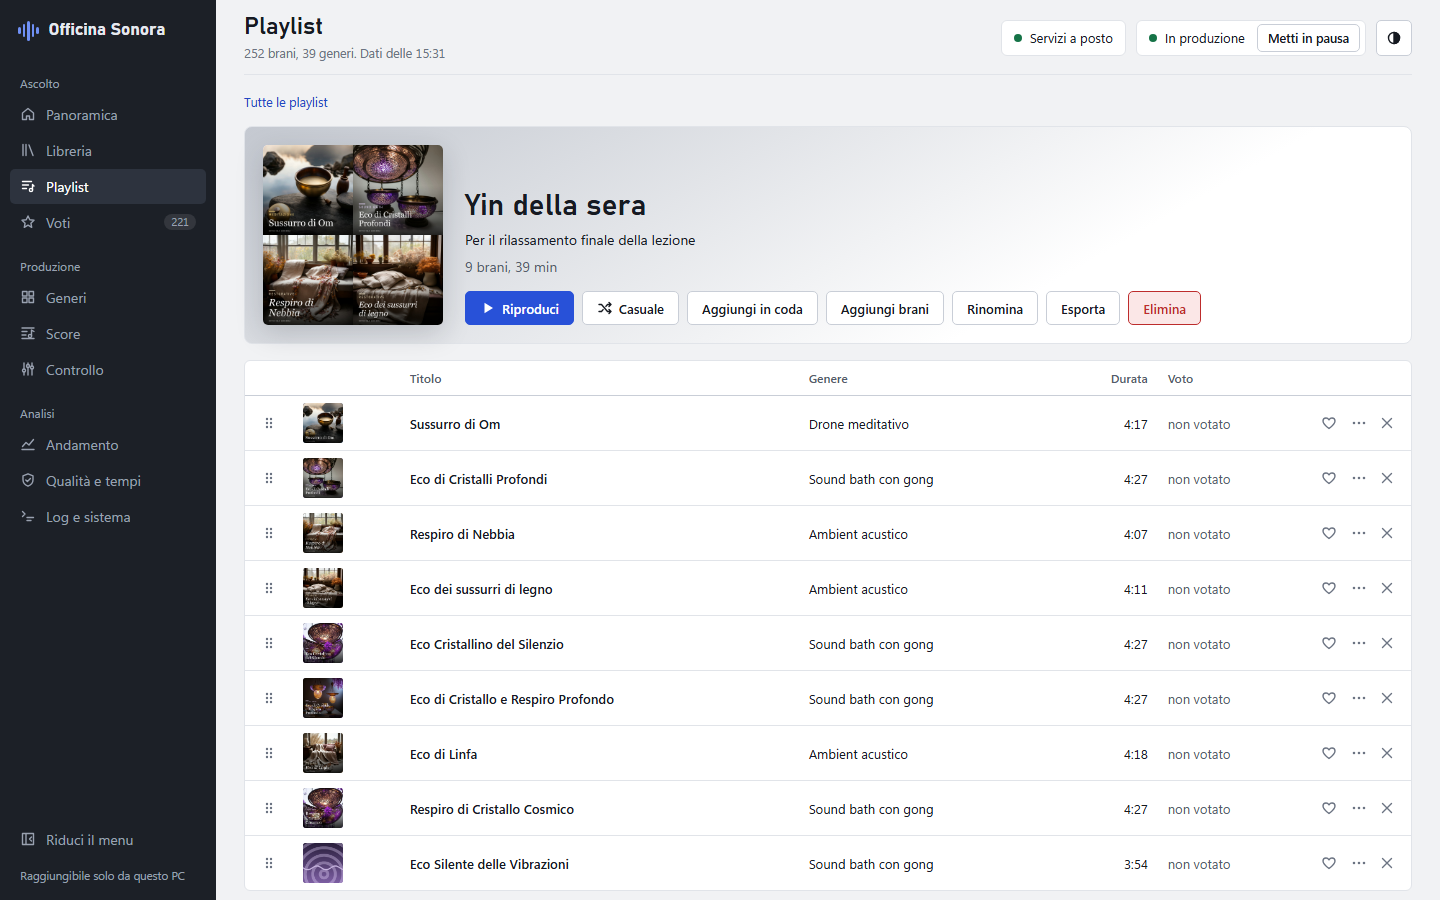 Officina Sonora
Ascolto
Panoramica
Libreria
Playlist
Voti 221
Produzione
Generi
Score
Controllo
Analisi
Andamento
Qualità e tempi
Log e sistema
Riduci il menu
Raggiungibile solo da questo PC
Playlist
252 brani, 39 generi. Dati delle 15:31
Servizi a posto
In produzione
Metti in pausa
Tutte le playlist
Sussurro di Om
Eco di Cristalli
Profondi
Respiro di
Nebbia
Eco dei sussurri
di legno
Yin della sera
Per il rilassamento finale della lezione
9 brani, 39 min
Riproduci Casuale Aggiungi in coda Aggiungi brani Rinomina Esporta Elimina
Titolo Genere Durata Voto
Sussurro di Om Drone meditativo 4:17 non votato
Eco di Cristalli Profondi Sound bath con gong 4:27 non votato
Respiro di Nebbia Ambient acustico 4:07 non votato
Eco dei sussurri di legno Ambient acustico 4:11 non votato
Eco Cristallino del Silenzio Sound bath con gong 4:27 non votato
Eco di Cristallo e Respiro Profondo Sound bath con gong 4:27 non votato
Eco di Linfa Ambient acustico 4:18 non votato
Respiro di Cristallo Cosmico Sound bath con gong 4:27 non votato
Eco Silente delle Vibrazioni Sound bath con gong 3:54 non votato